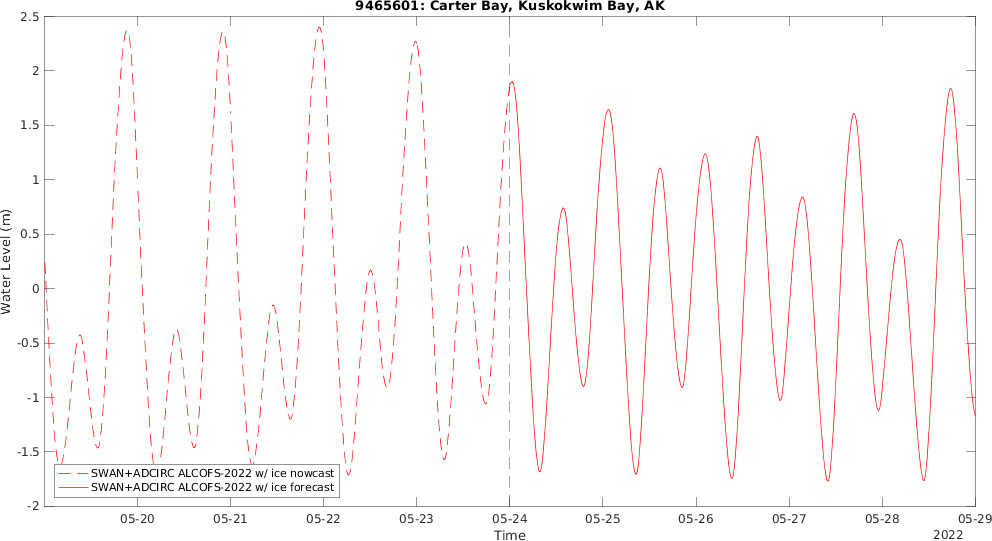 9465601: Carter Bay, Kuskokwim Bay, AK
2.5
2
1.5
1
0.5
0
-0.5
-1
-1.5
-2
Water Level (m)
SWAN+ADCIRC ALCOFS-2022 w/ ice nowcast
SWAN+ADCIRC ALCOFS-2022 w/ ice forecast
05-20 05-21 05-22 05-23 05-24 05-25 05-26 05-27 05-28 05-29
Time
2022